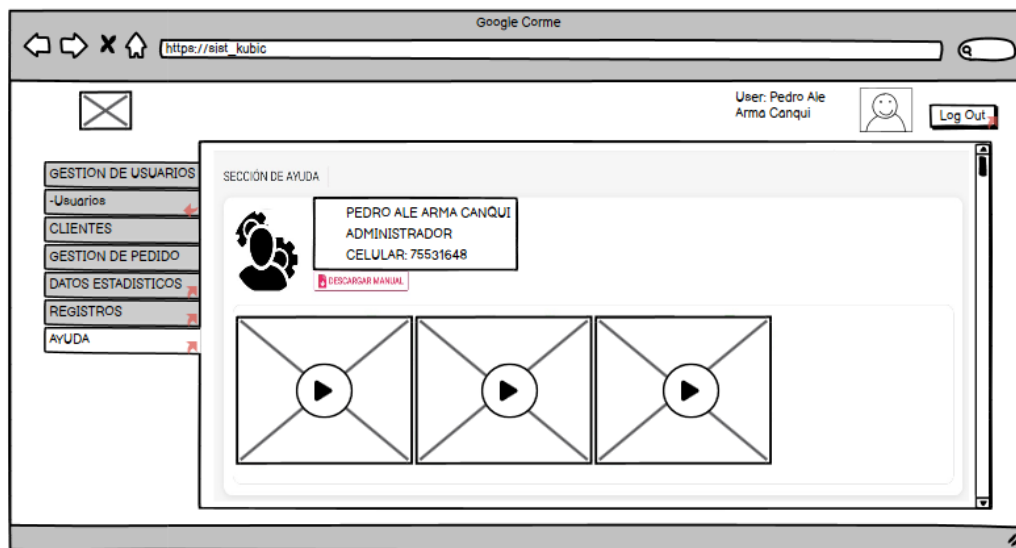 Google Corme
https://sist_kubic
User: Pedro Ale
Arma Canqui
Log Out
GESTION DE USUARIOS
-Usuarios
CLIENTES
GESTION DE PEDIDO
DATOS ESTADISTICOS
REGISTROS
AYUDA
SECCIÓN DE AYUDA
PEDRO ALE ARMA CANQUI
ADMINISTRADOR
CELULAR: 75531648
DESCARGAR MANUAL